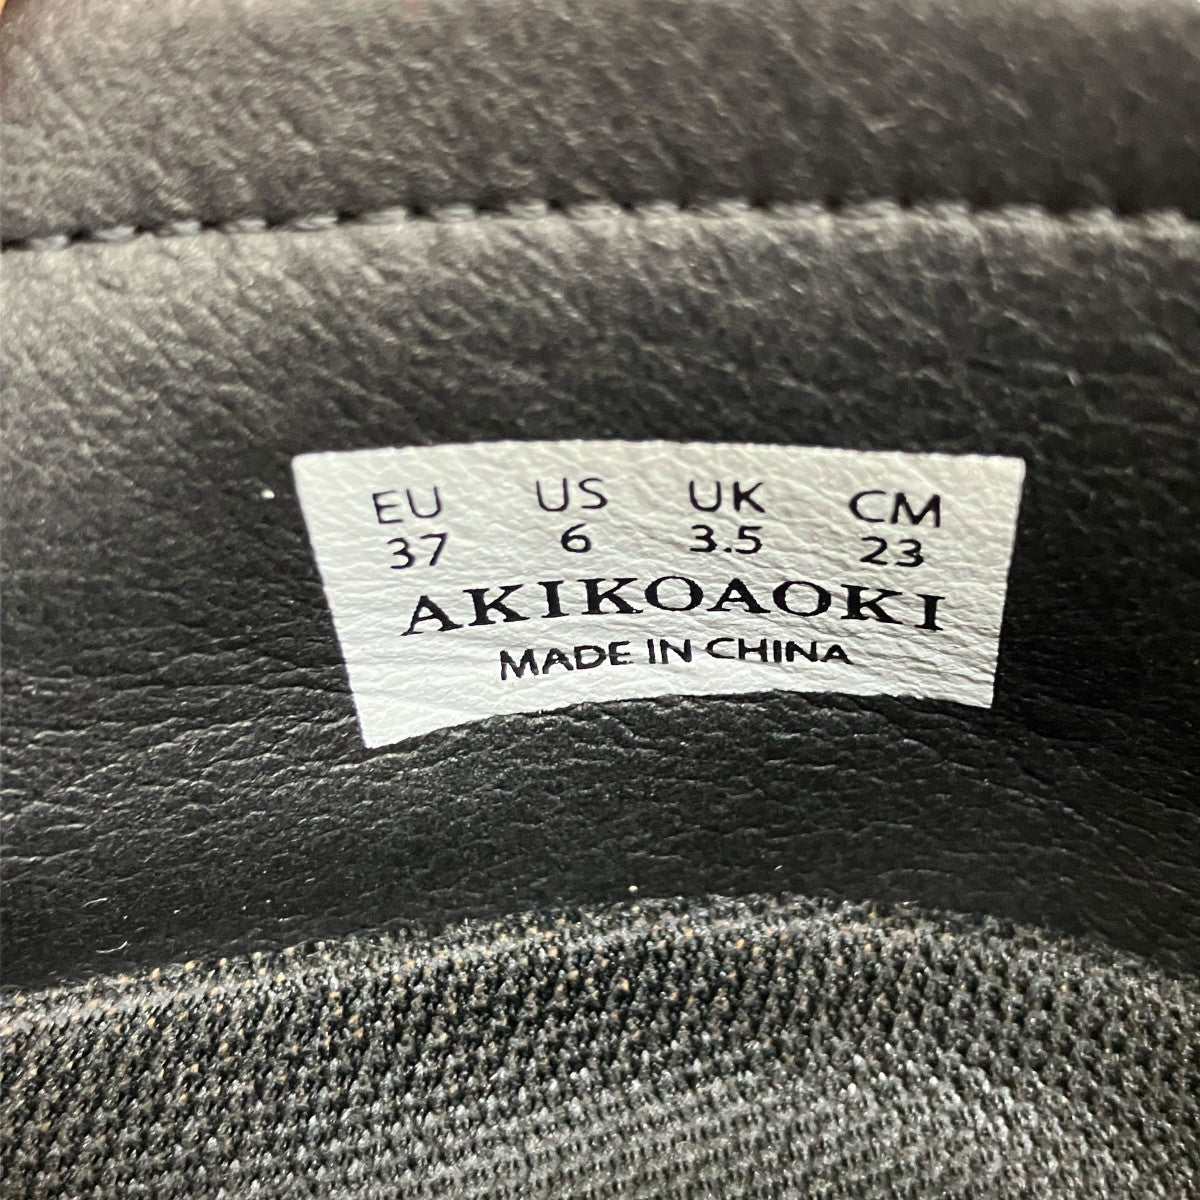 EU US UK CM
37 6 3.5 23
AKIKOAOKI
MADE IN CHINA